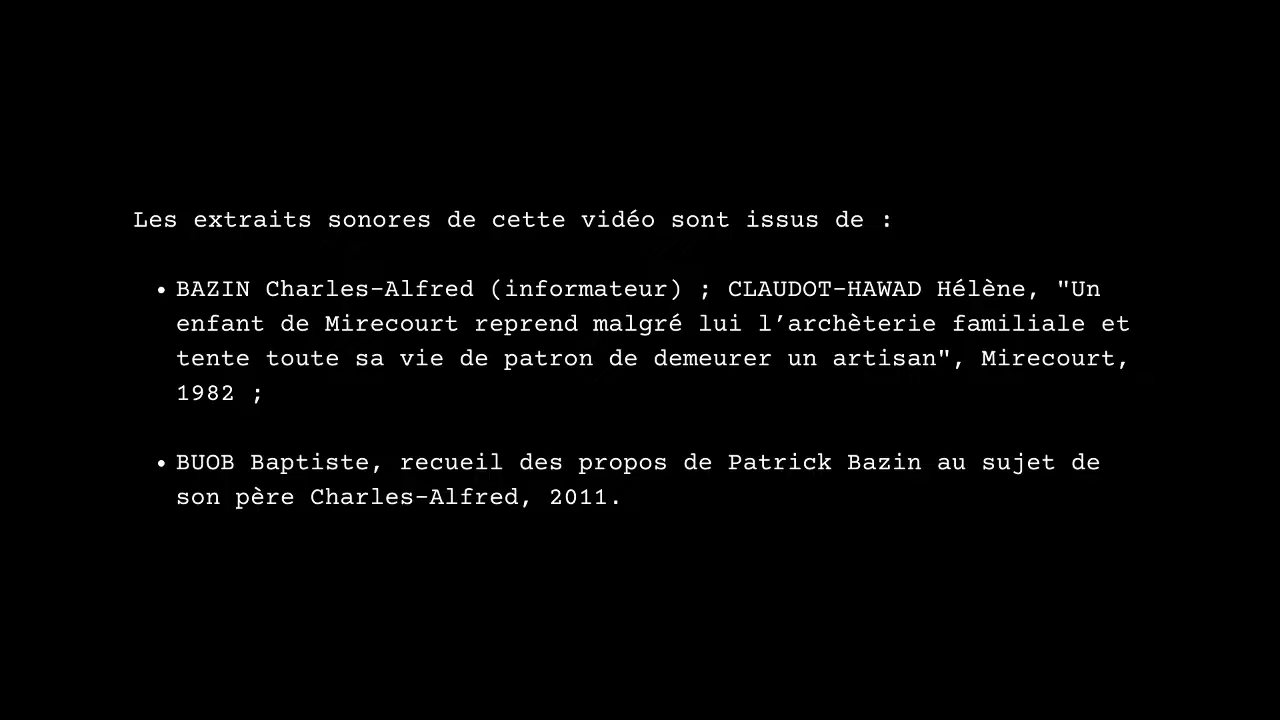 Les extraits sonores de cette vidéo sont issus de :
• BAZIN Charles-Alfred (informateur) ; CLAUDOT-HAWAD Hélène, "Un
enfant de Mirecourt reprend malgré lui l’archèterie familiale et
tente toute sa vie de patron de demeurer un artisan", Mirecourt,
1982 ;
• BUOB Baptiste, recueil des propos de Patrick Bazin au sujet de
son père Charles-Alfred, 2011.